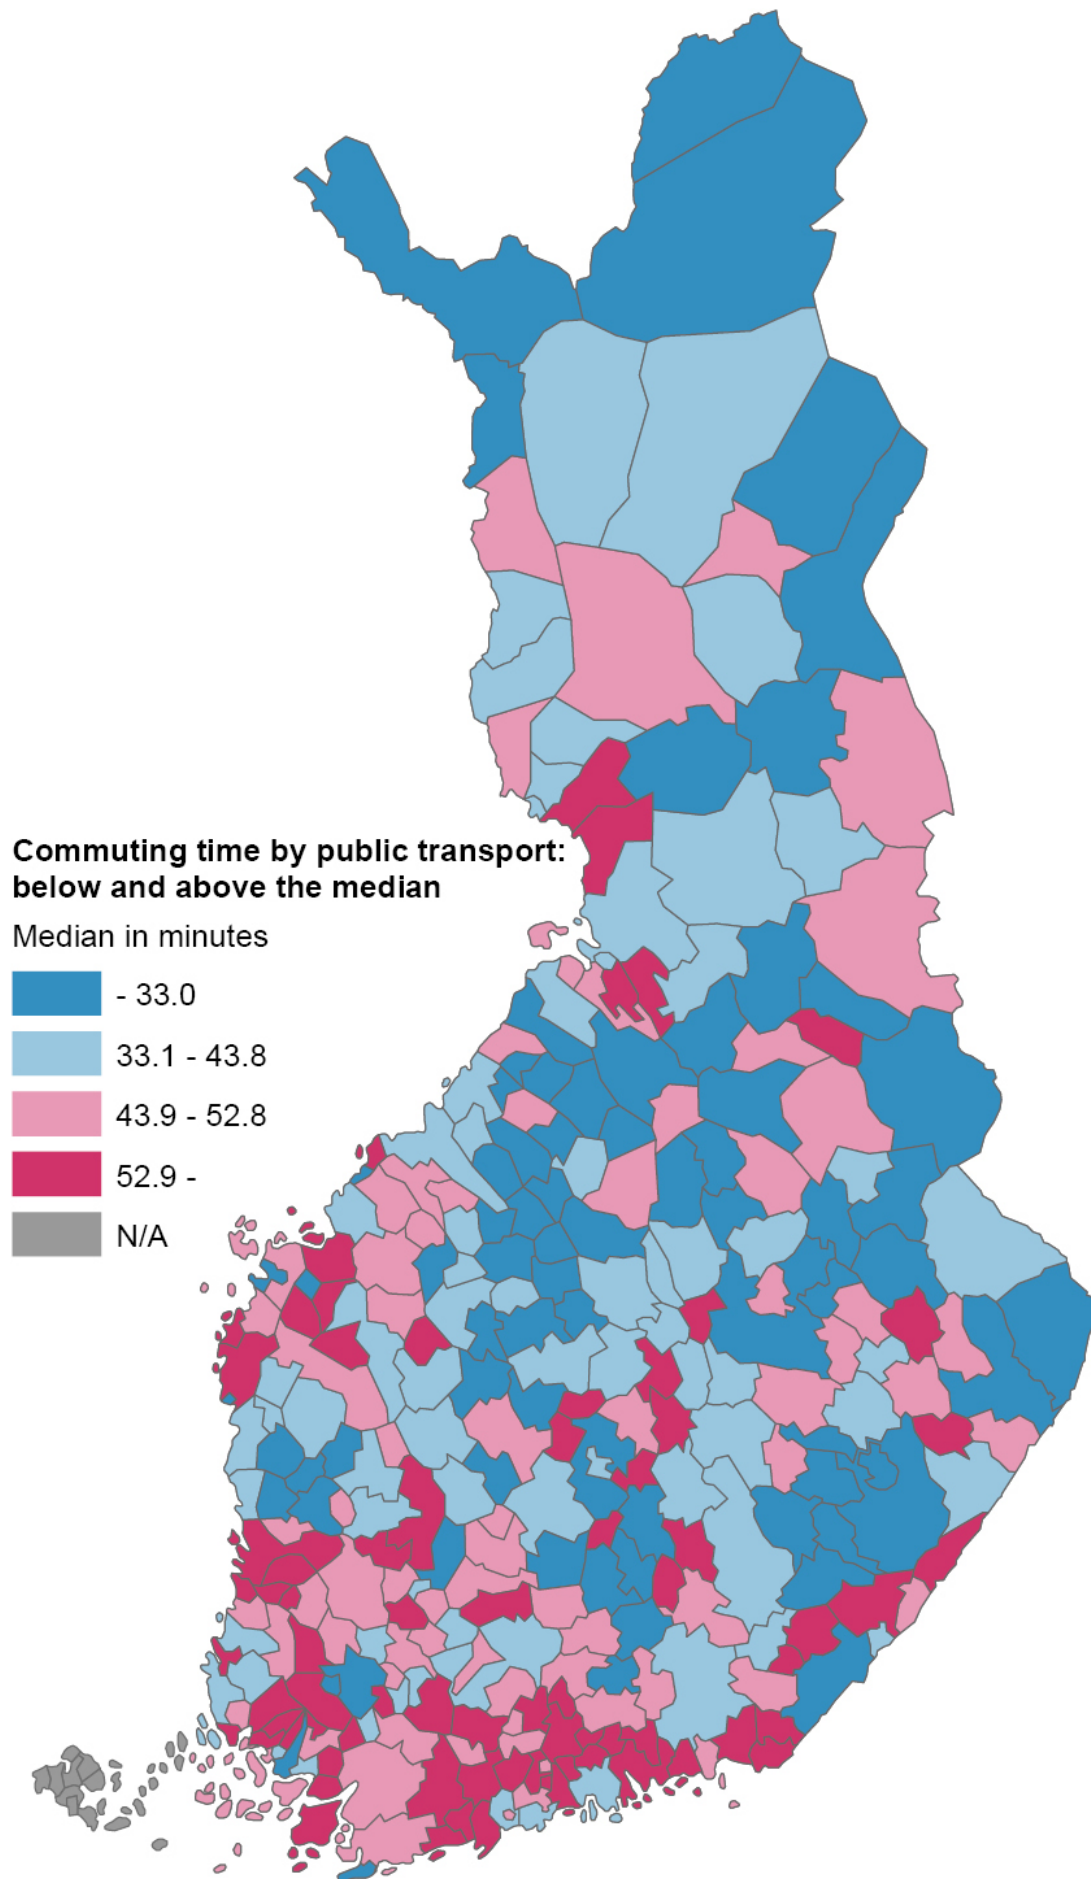 Commuting time by public transport:
below and above the median
Median in minutes
- 33.0
33.1 - 43.8
43.9 - 52.8
52.9 -
N/A